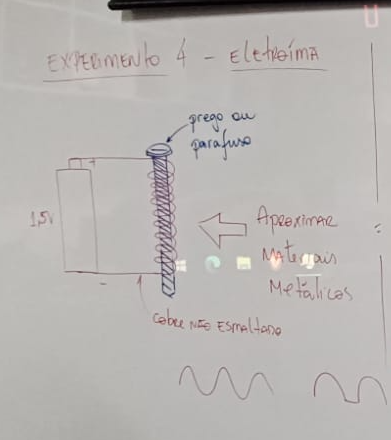 EXPERIMENTO 4 - Eletroímã
prego ou
parafuso
+
1,5V
Aproximar
Materiais
Metálicos
-
Cobre NÃO Esmaltado